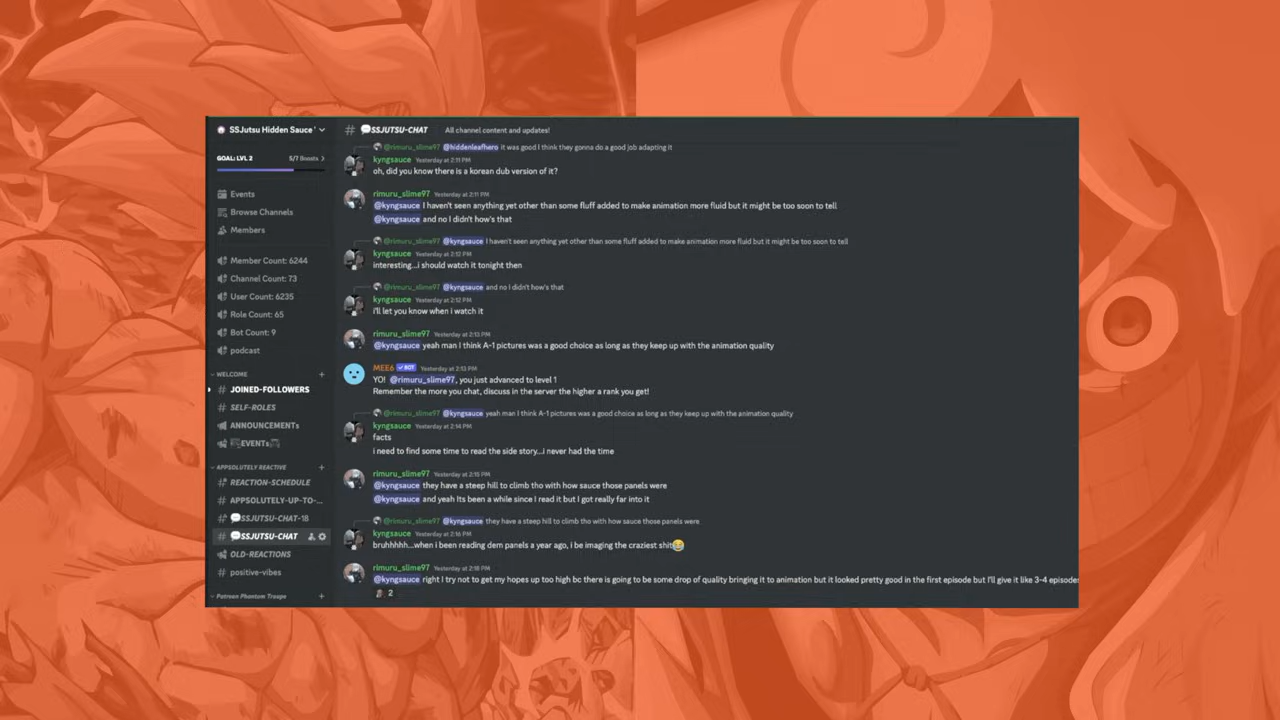 SSJutsu Hidden Sauce
# SSJUTSU-CHAT All channel content and updates!
GOAL: LVL 2 5/7 Boosts
Events
Browse Channels
Members
Member Count: 6244
Channel Count: 73
User Count: 6235
Role Count: 65
Bot Count: 9
podcast
WELCOME
JOINED-FOLLOWERS
SELF-ROLES
ANNOUNCEMENTs
EVENTs
APPSOLUTELY REACTIVE
REACTION-SCHEDULE
APPSOLUTELY-UP-TO-...
SSJUTSU-CHAT-18
SSJUTSU-CHAT
OLD-REACTIONS
positive-vibes
Patreon Phantom Troupe
@rimuru_slime97 @hiddenleafhero it was good I think they gonna do a good job adapting it
kyngsauce Yesterday at 2:11 PM
oh, did you know there is a korean dub version of it?
rimuru_slime97 Yesterday at 2:11 PM
@kyngsauce I haven't seen anything yet other than some fluff added to make animation more fluid but it might be too soon to tell
@kyngsauce and no I didn't how's that
@rimuru_slime97 @kyngsauce I haven't seen anything yet other than some fluff added to make animation more fluid but it might be too soon to tell
kyngsauce Yesterday at 2:12 PM
interesting...i should watch it tonight then
@rimuru_slime97 @kyngsauce and no I didn't how's that
kyngsauce Yesterday at 2:12 PM
i'll let you know when i watch it
rimuru_slime97 Yesterday at 2:13 PM
@kyngsauce yeah man I think A-1 pictures was a good choice as long as they keep up with the animation quality
MEE6 BOT Yesterday at 2:13 PM
YO! @rimuru_slime97, you just advanced to level 1
Remember the more you chat, discuss in the server the higher a rank you get!
@rimuru_slime97 @kyngsauce yeah man I think A-1 pictures was a good choice as long as they keep up with the animation quality
kyngsauce Yesterday at 2:14 PM
facts
i need to find some time to read the side story...i never had the time
rimuru_slime97 Yesterday at 2:15 PM
@kyngsauce they have a steep hill to climb tho with how sauce those panels were
@kyngsauce and yeah Its been a while since I read it but I got really far into it
@rimuru_slime97 @kyngsauce they have a steep hill to climb tho with how sauce those panels were
kyngsauce Yesterday at 2:16 PM
bruhhhhh...when i been reading dem panels a year ago, i be imaging the craziest shit😂
rimuru_slime97 Yesterday at 2:18 PM
@kyngsauce right I try not to get my hopes up too high bc there is going to be some drop of quality bringing it to animation but it looked pretty good in the first episode but I'll give it like 3-4 episodes
2